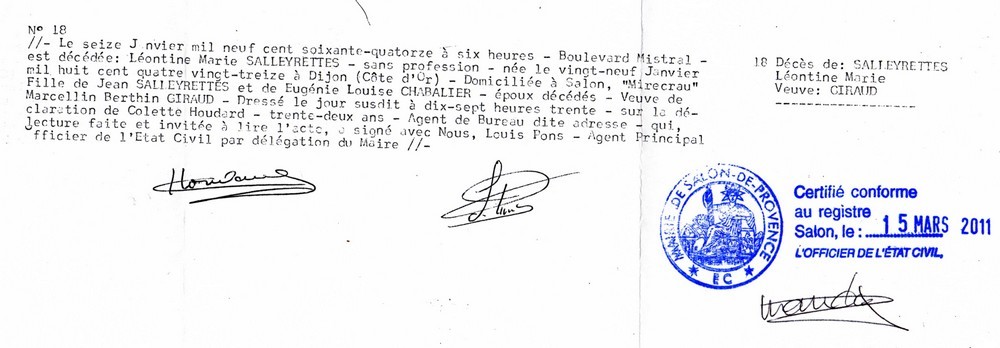 Nº 18
//- Le seize J nvier mil neuf cent soixante-quatorze à six heures - Boulevard Mistral -
est décédée: Léontine Marie SALLEYRETTES - sans profession - née le vingt-neuf Janvier
mil huit cent quatre vingt-treize à Dijon (Côte d'Or) - Domiciliée à Salon, "Mirecrau"
Fille de Jean SALLEYRETTES et de Eugénie Louise CHABALIER - époux décédés - Veuve de
Marcellin Berthin GIRAUD - Dressé le jour susdit à dix-sept heures trente - sur la dé-
claration de Colette Houdard - trente-deux ans - Agent de Bureau dite adresse - qui,
lecture faite et invitée à lire l'acte, a signé avec Nous, Louis Pons - Agent Principal
fficier de l'Etat Civil par délégation du Maire //-
18 Décès de: SALLEYRETTES
Léontine Marie
Veuve: GIRAUD
----------------
MAIRIE DE SALON-DE-PROVENCE
EC
Certifié conforme
au registre
Salon, le : 15 MARS 2011
L'OFFICIER DE L'ÉTAT CIVIL,